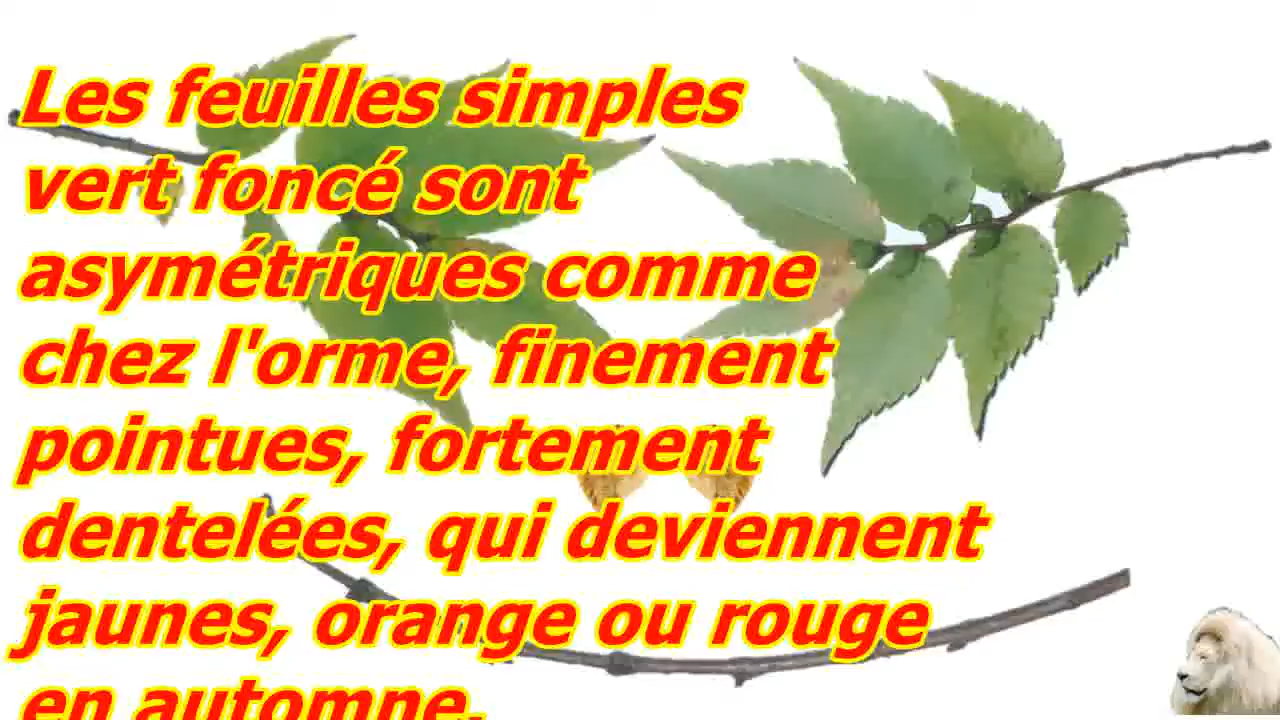 Les feuilles simples
vert foncé sont
asymétriques comme
chez l'orme, finement
pointues, fortement
dentelées, qui deviennent
jaunes, orange ou rouge
en automne.